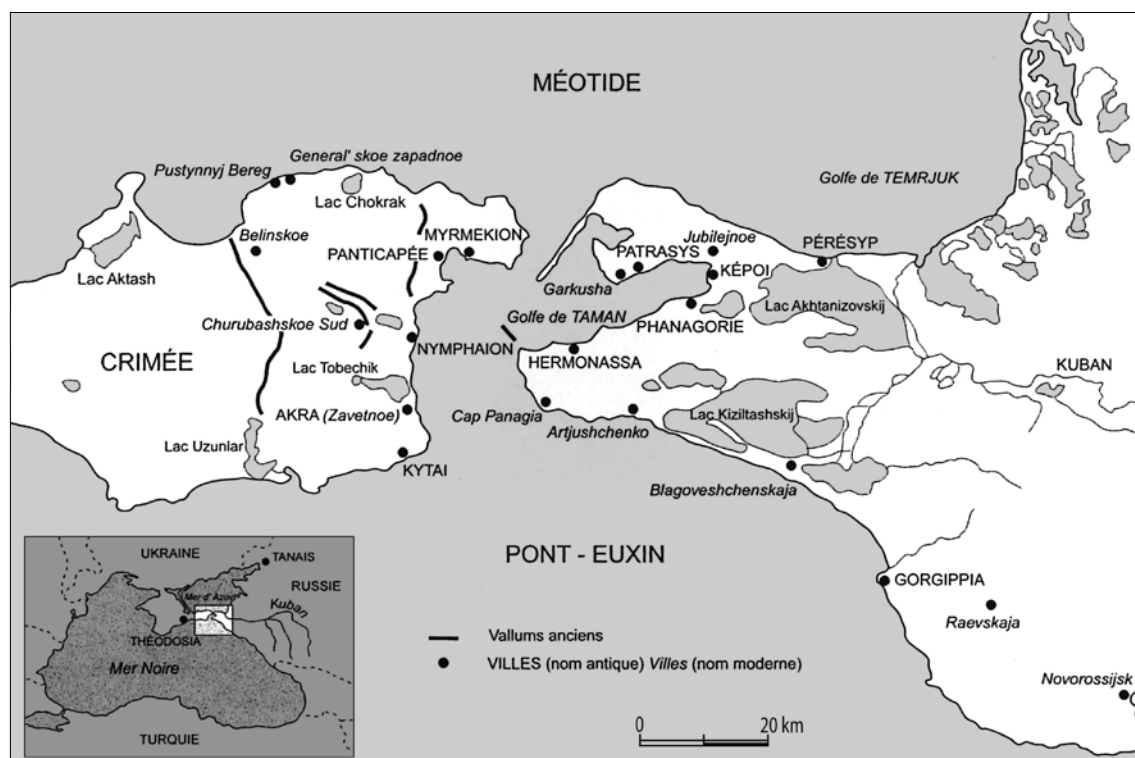 MÉOTIDE
General' skoe zapadnoe
Pustynnyj Bereg
Golfe de TEMRJUK
Lac Chokrak
Belinskoe
MYRMEKION
PANTICAPÉE
Jubilejnoe
PÉRÉSYP
PATRASYS
KÉPOI
Lac Aktash
Garkusha
Lac Akhtanizovskij
Golfe de TAMAN
PHANAGORIE
Churubashskoe Sud
NYMPHAION
HERMONASSA
CRIMÉE
Lac Tobechik
KUBAN
AKRA (Zavetnoe)
Cap Panagia
Lac Kiziltashskij
Artjushchenko
Lac Uzunlar
KYTAI
Blagoveshchenskaja
PONT - EUXIN
GORGIPPIA
Raevskaja
Novorossijsk
UKRAINE
TANAIS
RUSSIE
Mer d' Azov
Kuban
THÉODOSIA
Mer Noire
TURQUIE
Vallums anciens
VILLES (nom antique) Villes (nom moderne)
0 20 km